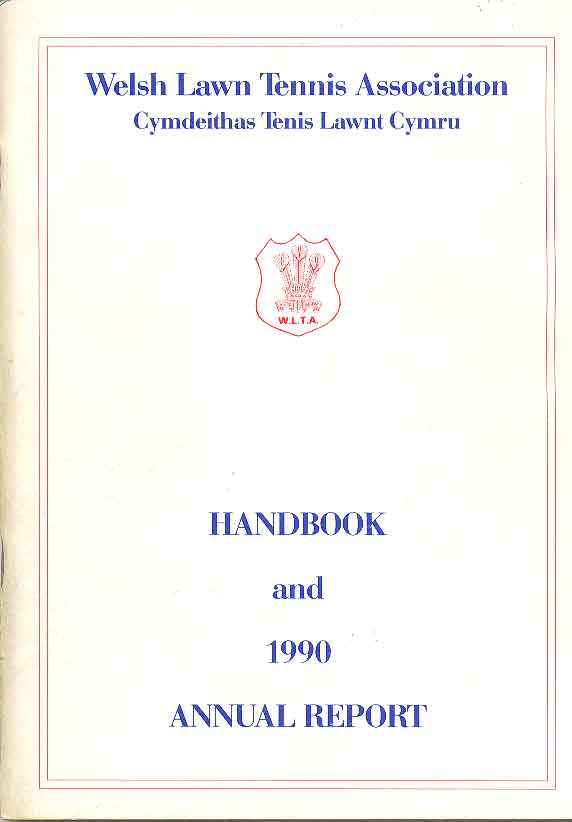 Welsh Lawn Tennis Association
Cymdeithas Tenis Lawnt Cymru
W.L.T.A.
HANDBOOK
and
1990
ANNUAL REPORT